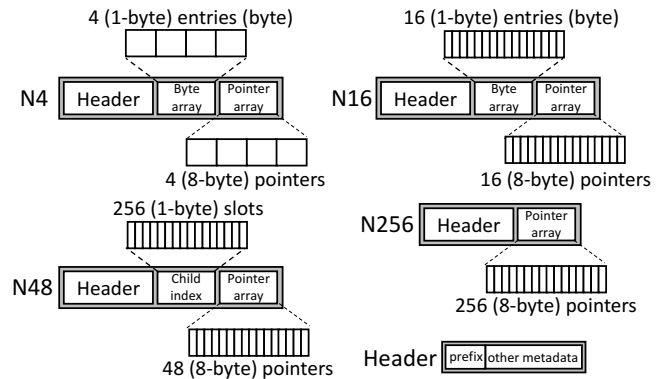 4 (1-byte) entries (byte)
N4
Header
Byte
array
Pointer
array
4 (8-byte) pointers
16 (1-byte) entries (byte)
N16
Header
Byte
array
Pointer
array
16 (8-byte) pointers
256 (1-byte) slots
N48
Header
Child
index
Pointer
array
48 (8-byte) pointers
N256
Header
Pointer
array
256 (8-byte) pointers
Header
prefix
other metadata